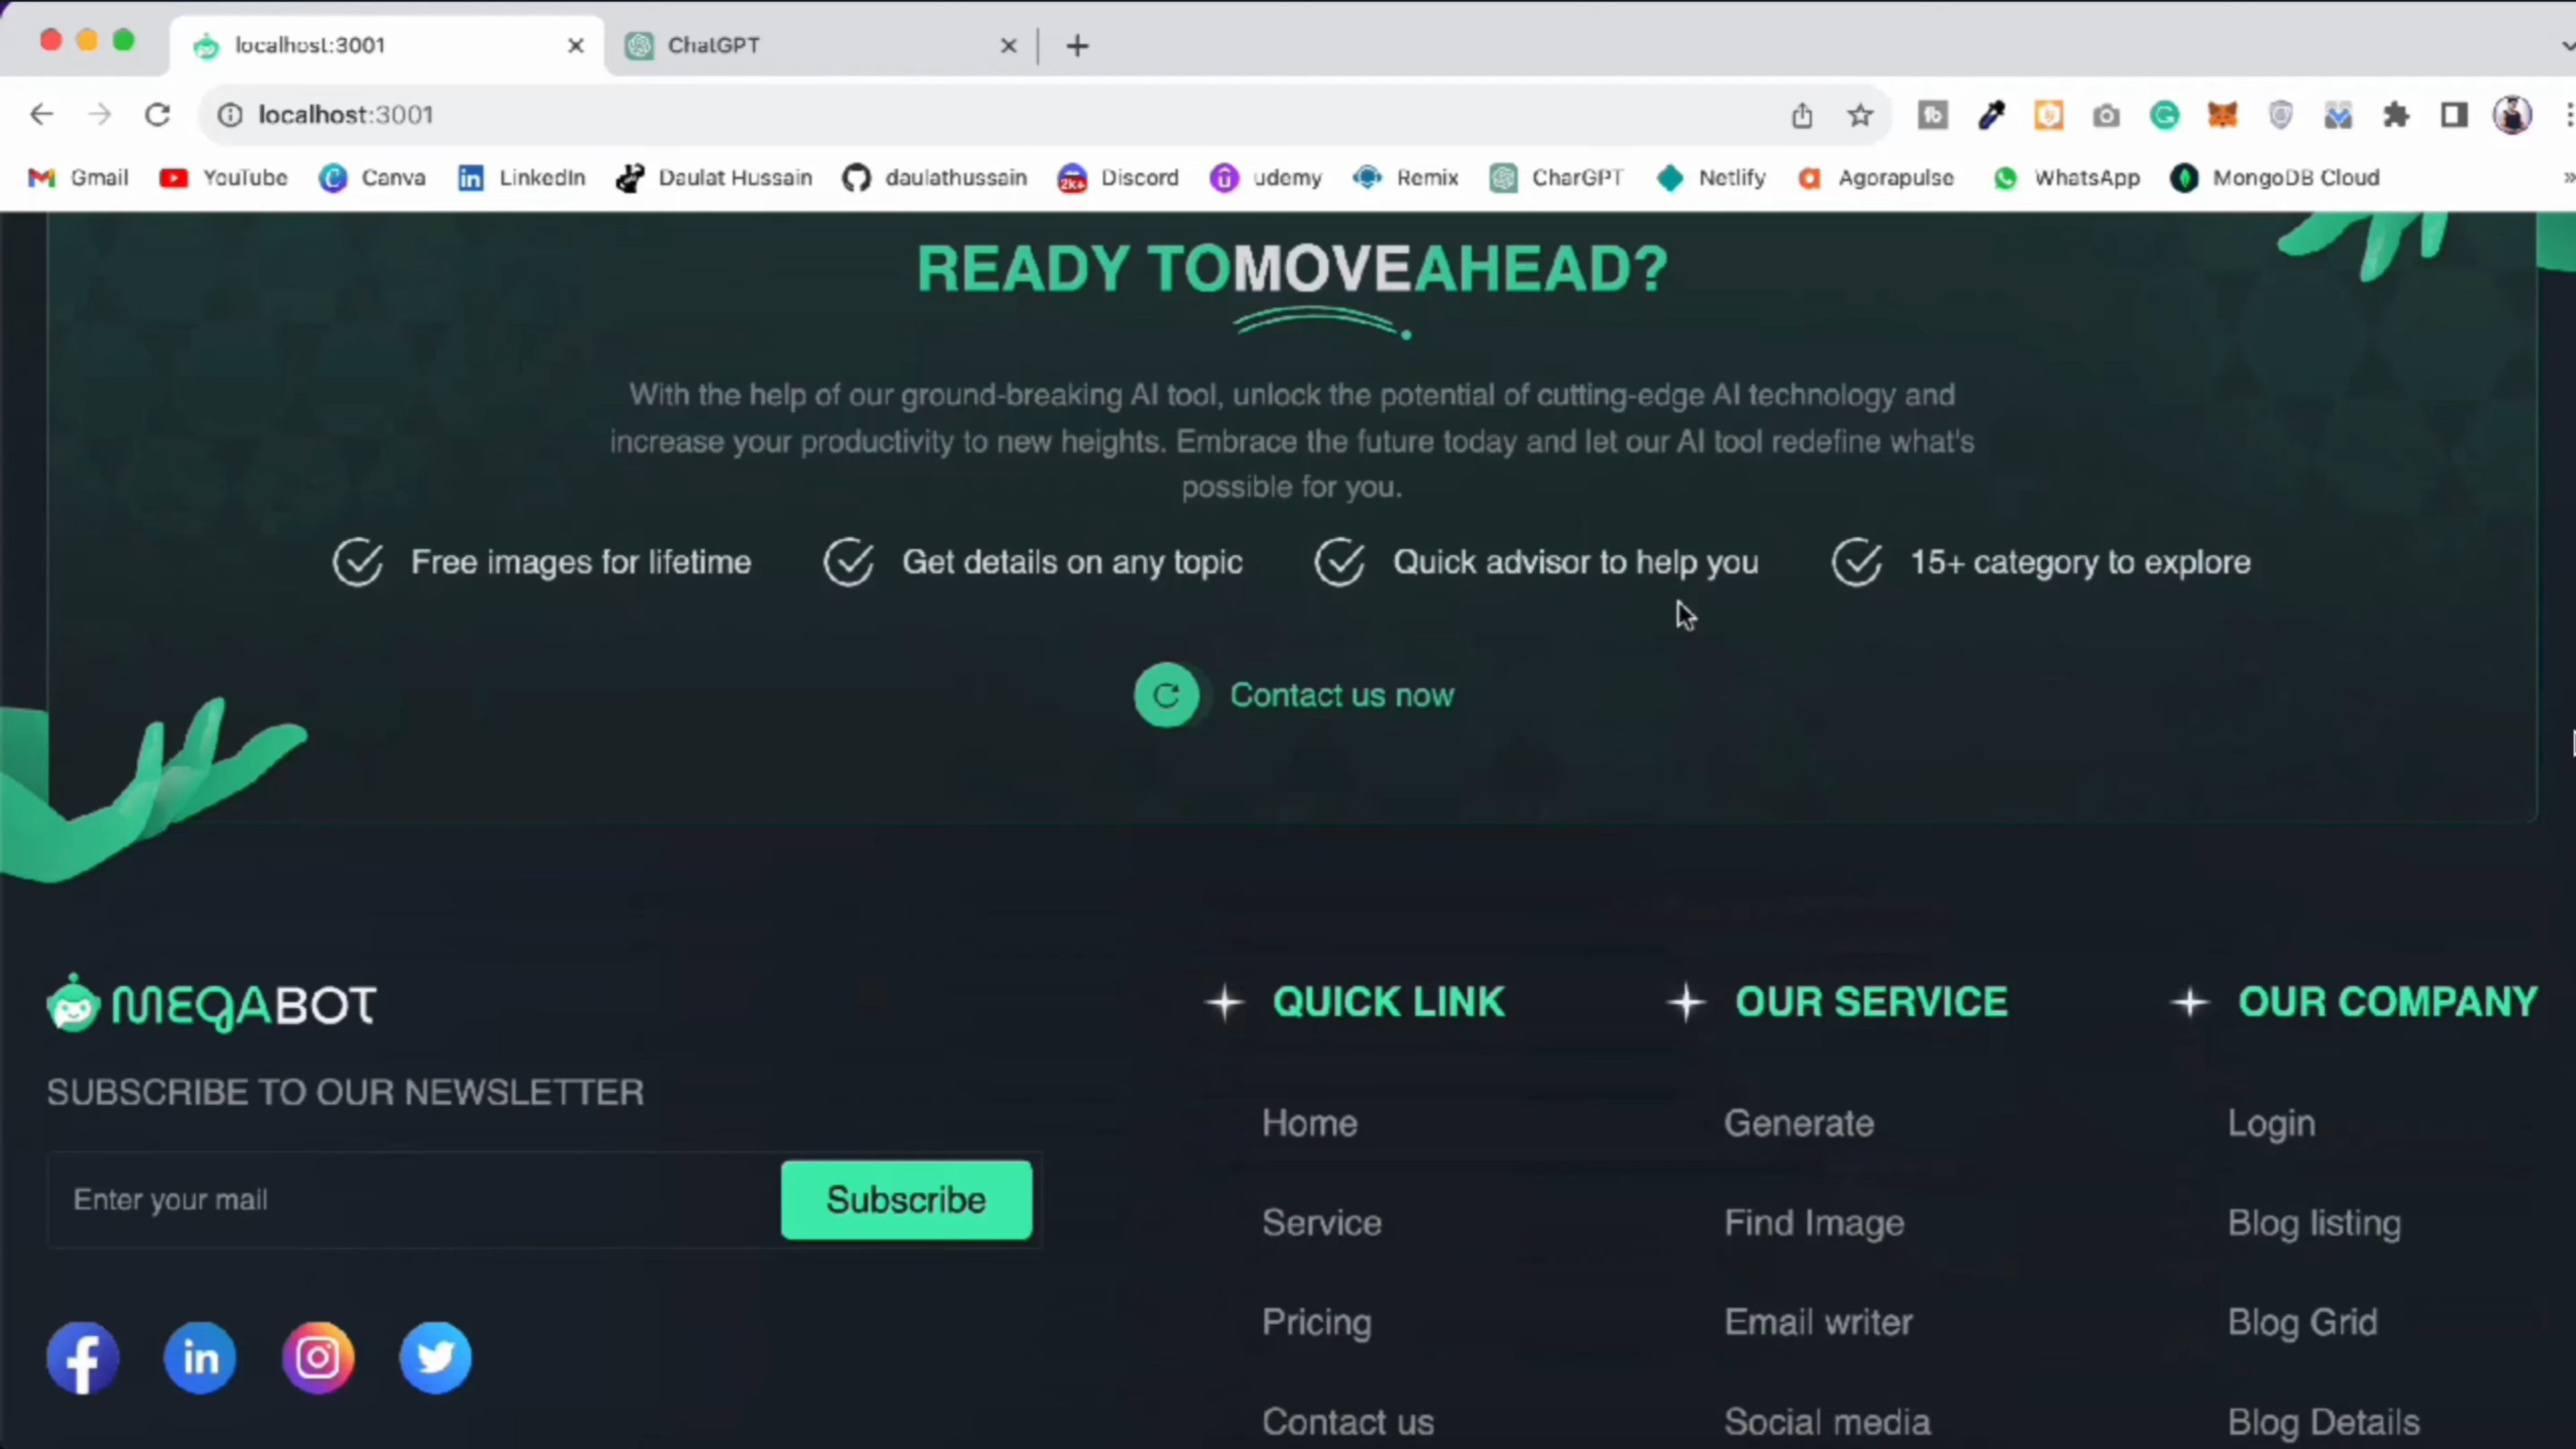 localhost:3001
ChatGPT
localhost:3001
Gmail YouTube Canva LinkedIn Daulat Hussain daulathussain 2k+ Discord udemy Remix CharGPT Netlify Agorapulse WhatsApp MongoDB Cloud
READY TOMOVEAHEAD?
With the help of our ground-breaking AI tool, unlock the potential of cutting-edge AI technology and
increase your productivity to new heights. Embrace the future today and let our AI tool redefine what's
possible for you.
Free images for lifetime
Get details on any topic
Quick advisor to help you
15+ category to explore
Contact us now
MEGABOT
SUBSCRIBE TO OUR NEWSLETTER
Enter your mail
Subscribe
QUICK LINK
Home
Service
Pricing
Contact us
OUR SERVICE
Generate
Find Image
Email writer
Social media
OUR COMPANY
Login
Blog listing
Blog Grid
Blog Details